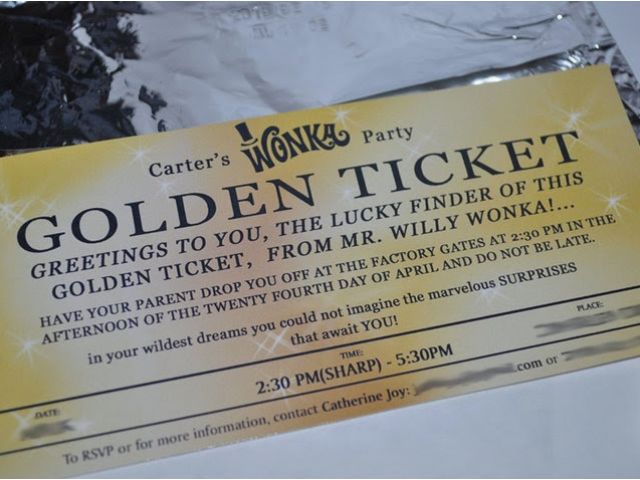 Carter's WONKA Party
GOLDEN TICKET
GREETINGS TO YOU, THE LUCKY FINDER OF THIS
GOLDEN TICKET, FROM MR. WILLY WONKA!...
HAVE YOUR PARENT DROP YOU OFF AT THE FACTORY GATES AT 2:30 PM IN THE
AFTERNOON OF THE TWENTY FOURTH DAY OF APRIL AND DO NOT BE LATE.
in your wildest dreams you could not imagine the marvelous SURPRISES
that await YOU!
DATE:
TIME:
PLACE:
2:30 PM(SHARP) - 5:30PM
To RSVP or for more information, contact Catherine Joy: .com or